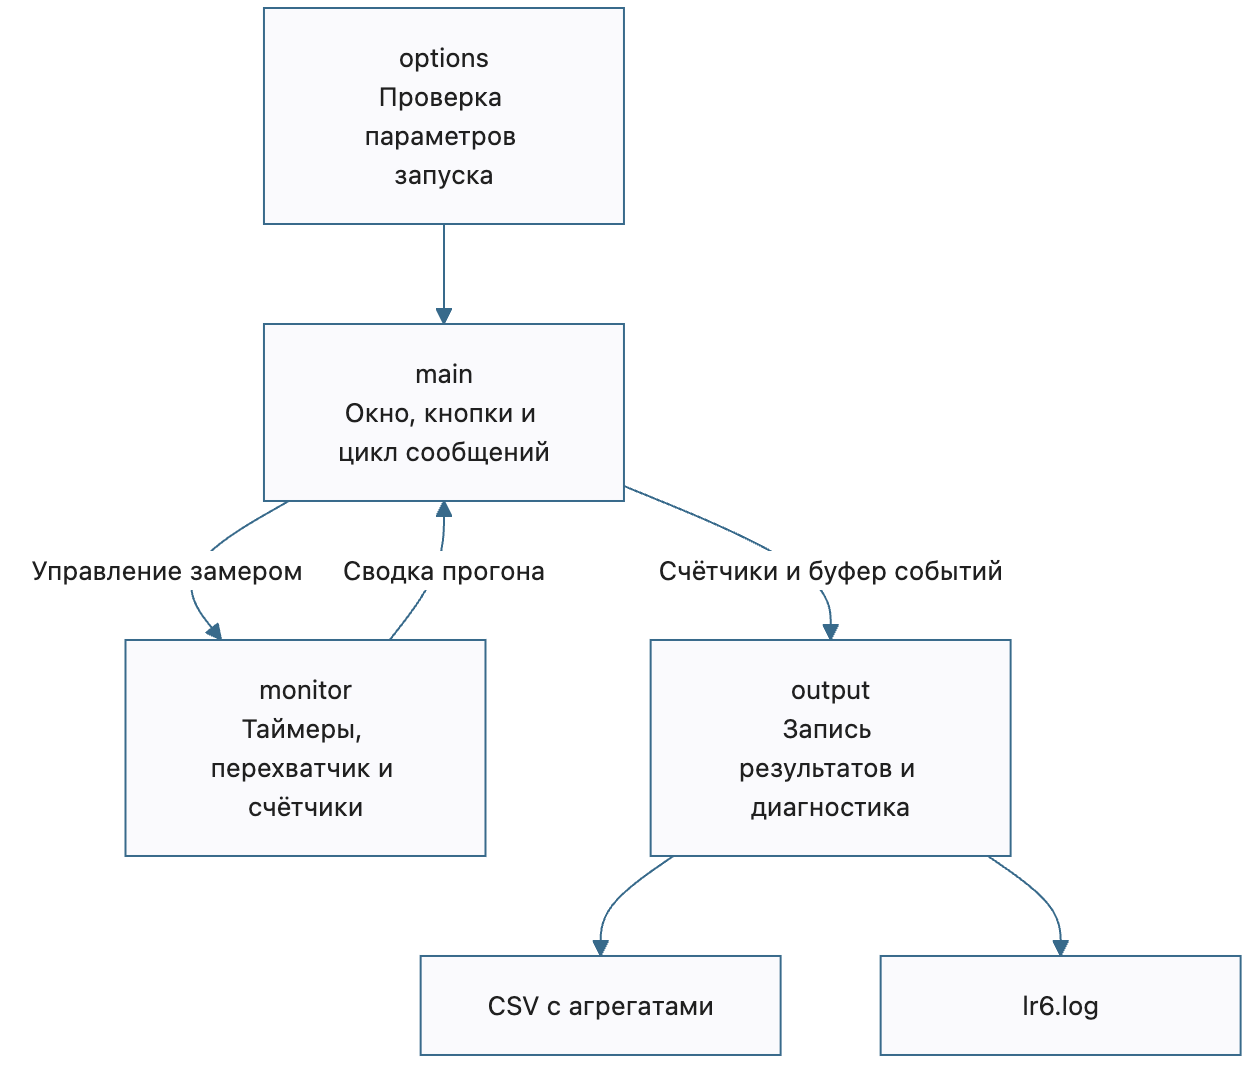 options
Проверка
параметров
запуска
main
Окно, кнопки и
цикл сообщений
Управление замером
Сводка прогона
Счётчики и буфер событий
monitor
Таймеры,
перехватчик и
счётчики
output
Запись
результатов и
диагностика
CSV с агрегатами
lr6.log